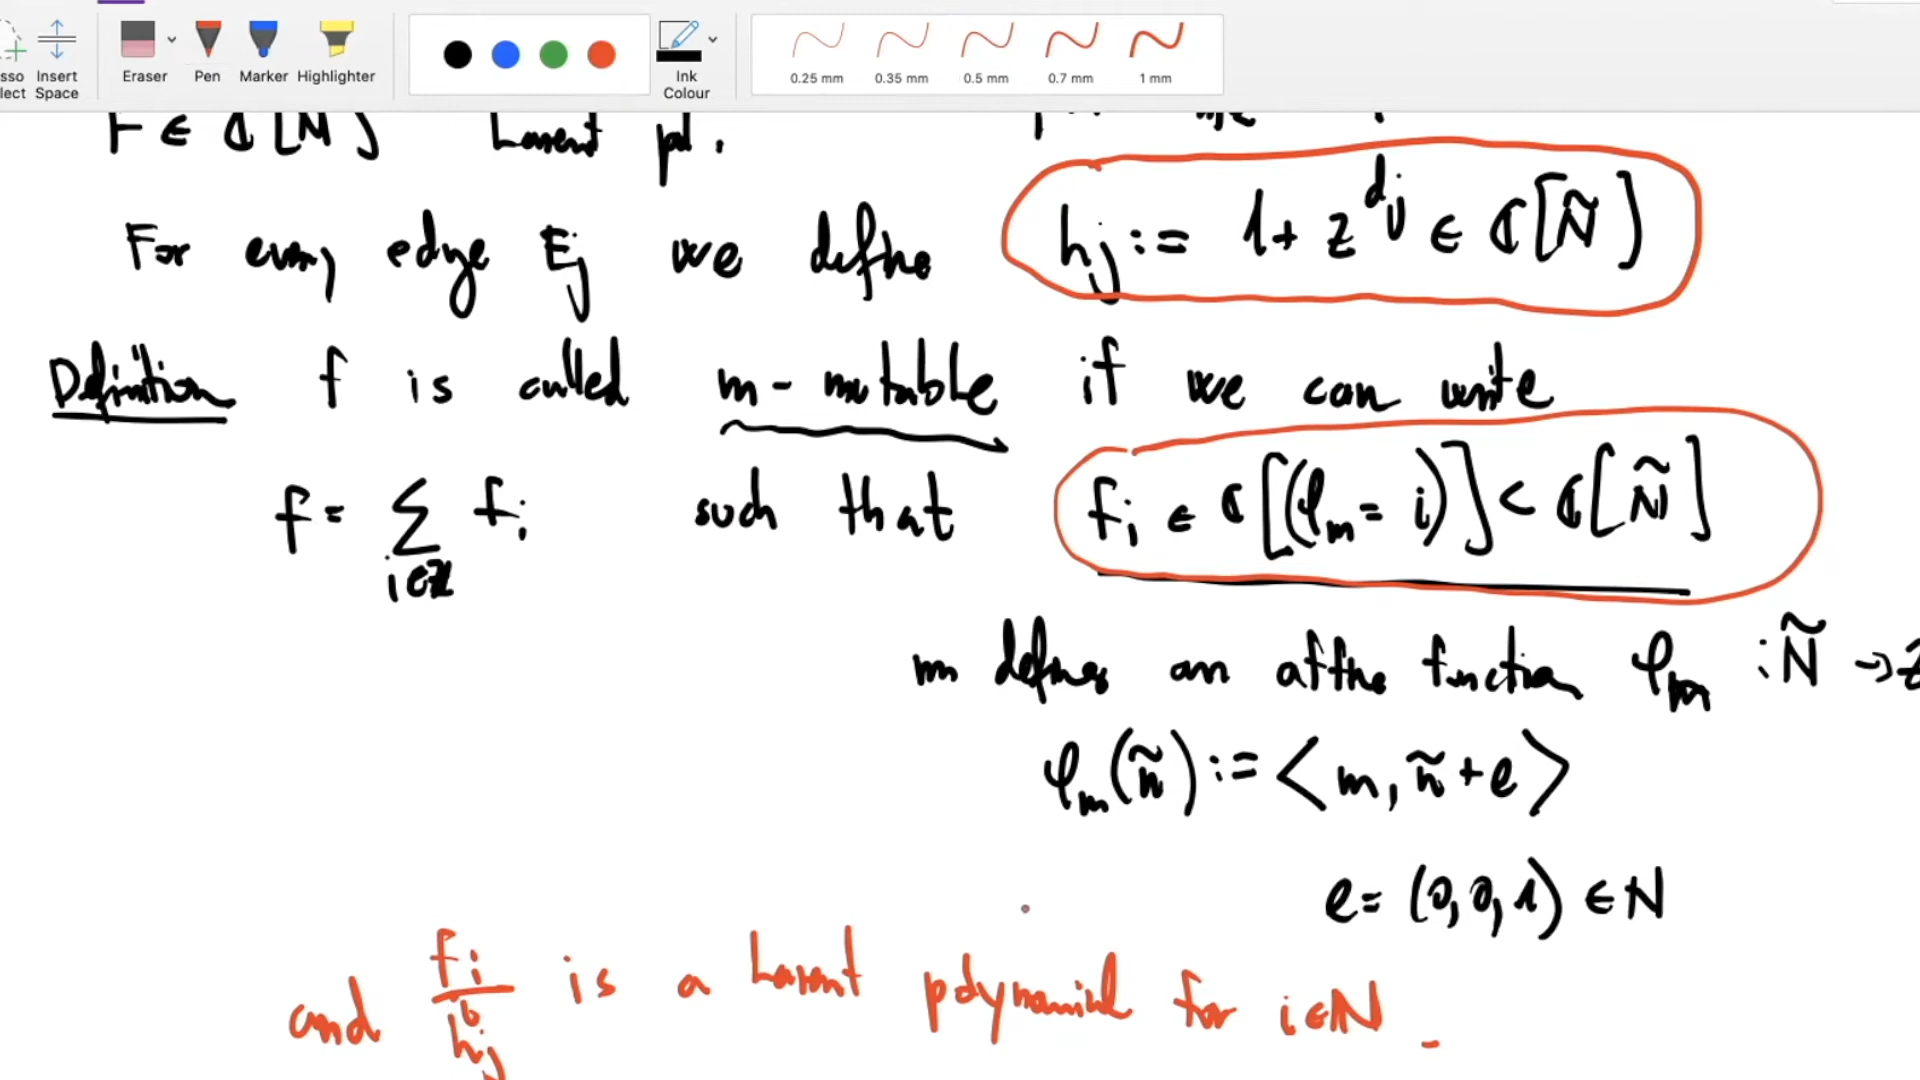 Eraser Pen Marker Highlighter
Insert Space
Ink Colour
0.25 mm 0.35 mm 0.5 mm 0.7 mm 1 mm
F ∈ ℂ[Ñ] Laurent pol.
For every edge Ej we define hj := 1 + z^dj ∈ ℂ[Ñ]
Definition f is called m-mutable if we can write
f = ∑_{i∈ℤ} fi such that fi ∈ ℂ[(φm = i)] ⊂ ℂ[Ñ]
m defines an affine function φm : Ñ → ℤ
φm(ñ) := ⟨m, ñ + e⟩
e = (0, 0, 1) ∈ N
and fi / hj^i is a Laurent polynomial for i ∈ ℕ.